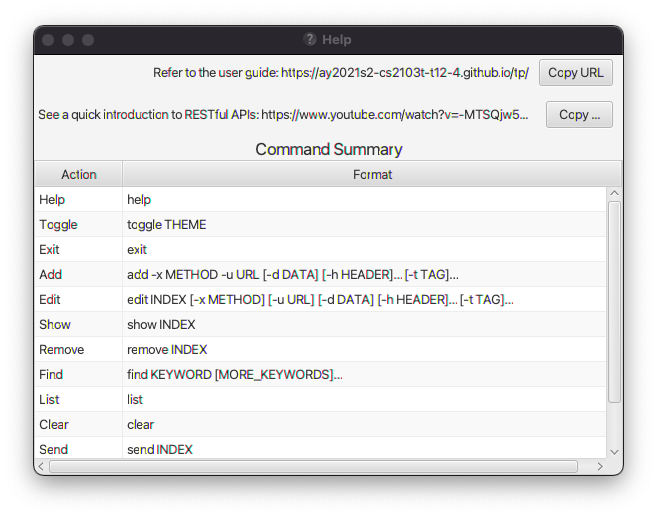 Help
Refer to the user guide: https://ay2021s2-cs2103t-t12-4.github.io/tp/ Copy URL
See a quick introduction to RESTful APIs: https://www.youtube.com/watch?v=-MTSQjw5... Copy ...
Command Summary
Action Format
Help help
Toggle toggle THEME
Exit exit
Add add -x METHOD -u URL [-d DATA] [-h HEADER]... [-t TAG]...
Edit edit INDEX [-x METHOD] [-u URL] [-d DATA] [-h HEADER]... [-t TAG]...
Show show INDEX
Remove remove INDEX
Find find KEYWORD [MORE_KEYWORDS]...
List list
Clear clear
Send send INDEX